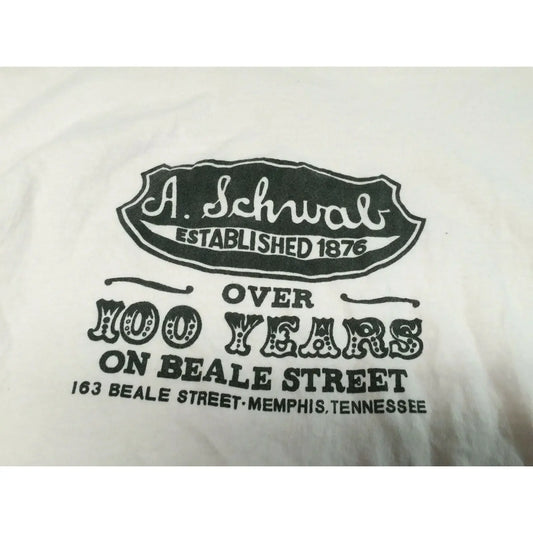 A. Schwab
ESTABLISHED 1876
OVER
100 YEARS
ON BEALE STREET
163 BEALE STREET·MEMPHIS, TENNESSEE